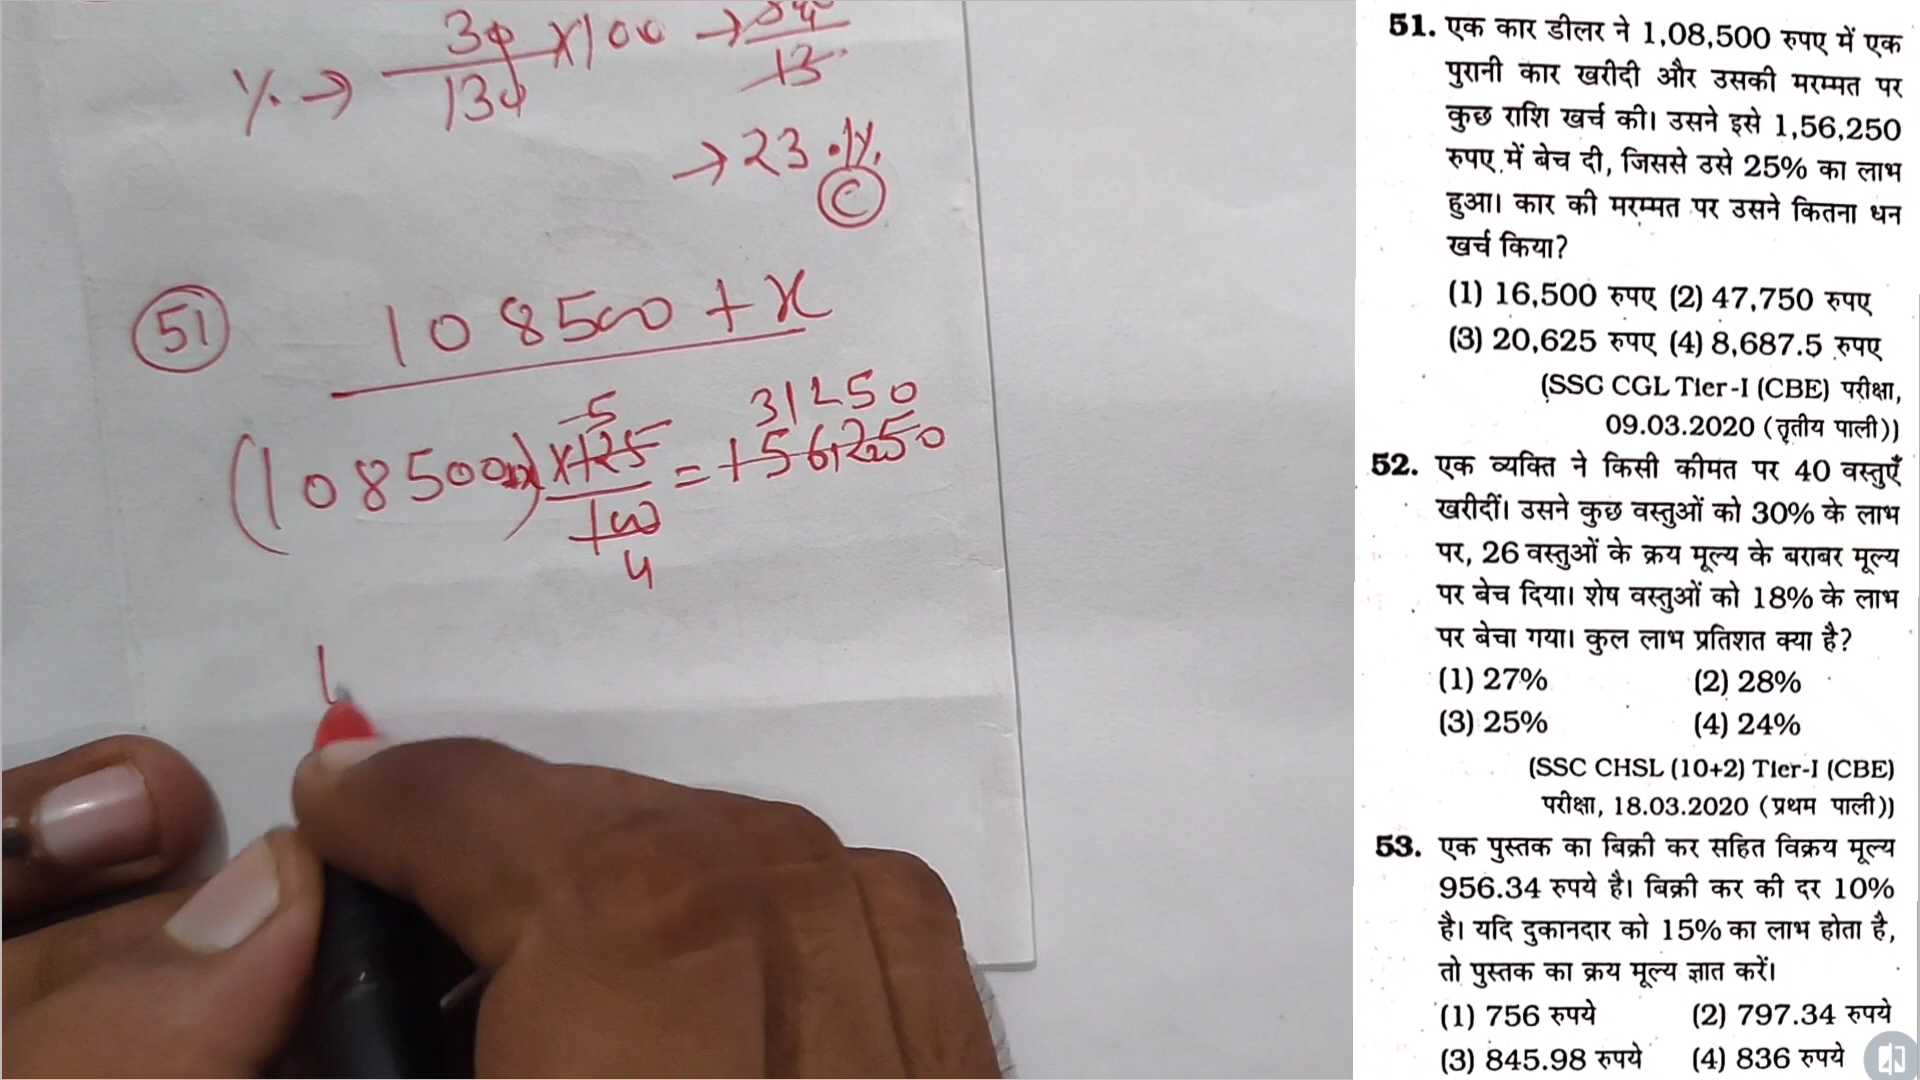 % → 30/130 ×100 →
13
→ 23.1%
C
51
108500 + x
5 31250
(108500+x) ×125/100 = 156250
4
51. एक कार डीलर ने 1,08,500 रुपए में एक
पुरानी कार खरीदी और उसकी मरम्मत पर
कुछ राशि खर्च की। उसने इसे 1,56,250
रुपए में बेच दी, जिससे उसे 25% का लाभ
हुआ। कार की मरम्मत पर उसने कितना धन
खर्च किया?
(1) 16,500 रुपए (2) 47,750 रुपए
(3) 20,625 रुपए (4) 8,687.5 रुपए
(SSC CGL Tier-I (CBE) परीक्षा,
09.03.2020 (तृतीय पाली))
52. एक व्यक्ति ने किसी कीमत पर 40 वस्तुएँ
खरीदीं। उसने कुछ वस्तुओं को 30% के लाभ
पर, 26 वस्तुओं के क्रय मूल्य के बराबर मूल्य
पर बेच दिया। शेष वस्तुओं को 18% के लाभ
पर बेचा गया। कुल लाभ प्रतिशत क्या है?
(1) 27% (2) 28%
(3) 25% (4) 24%
(SSC CHSL (10+2) Tier-I (CBE)
परीक्षा, 18.03.2020 (प्रथम पाली))
53. एक पुस्तक का बिक्री कर सहित विक्रय मूल्य
956.34 रुपये है। बिक्री कर की दर 10%
है। यदि दुकानदार को 15% का लाभ होता है,
तो पुस्तक का क्रय मूल्य ज्ञात करें।
(1) 756 रुपये (2) 797.34 रुपये
(3) 845.98 रुपये (4) 836 रुपये